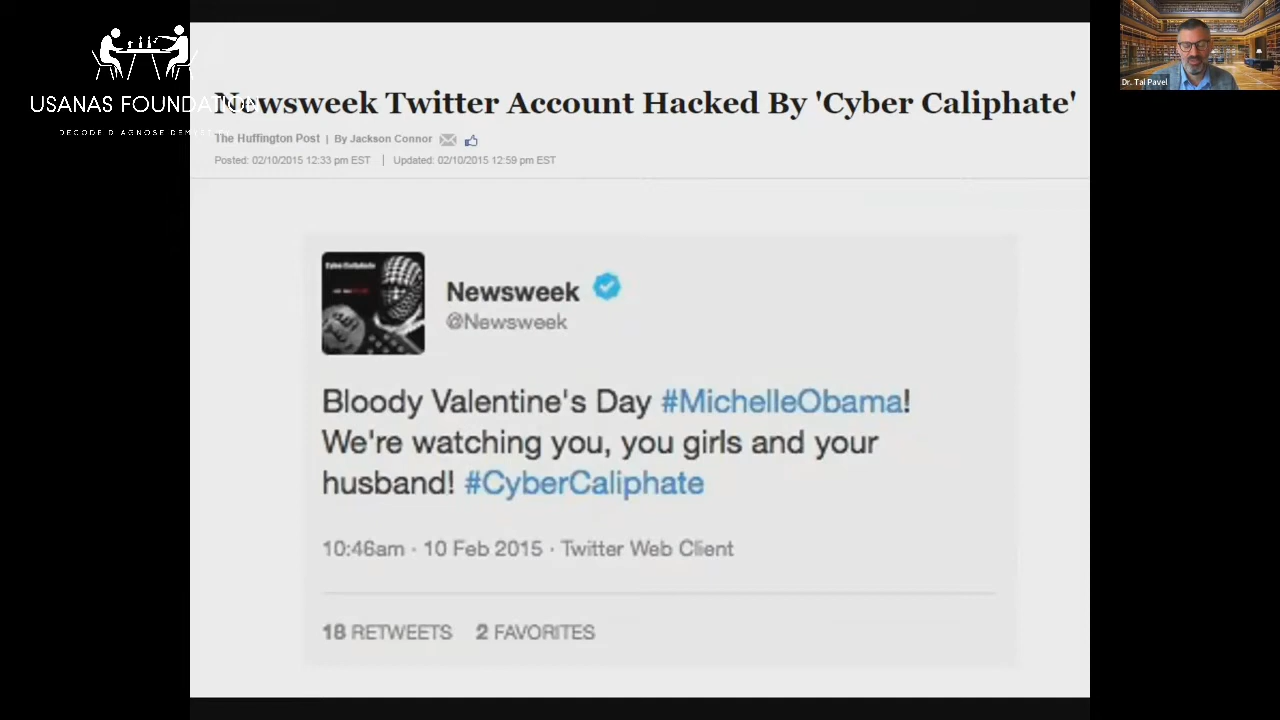 USANAS FOUNDATION
DECODE DIAGNOSE DEMYSTIFY
Newsweek Twitter Account Hacked By 'Cyber Caliphate'
The Huffington Post | By Jackson Connor
Posted: 02/10/2015 12:33 pm EST | Updated: 02/10/2015 12:59 pm EST
Newsweek
@Newsweek
Bloody Valentine's Day #MichelleObama!
We're watching you, you girls and your
husband! #CyberCaliphate
10:46am · 10 Feb 2015 · Twitter Web Client
18 RETWEETS 2 FAVORITES
Dr. Tal Pavel